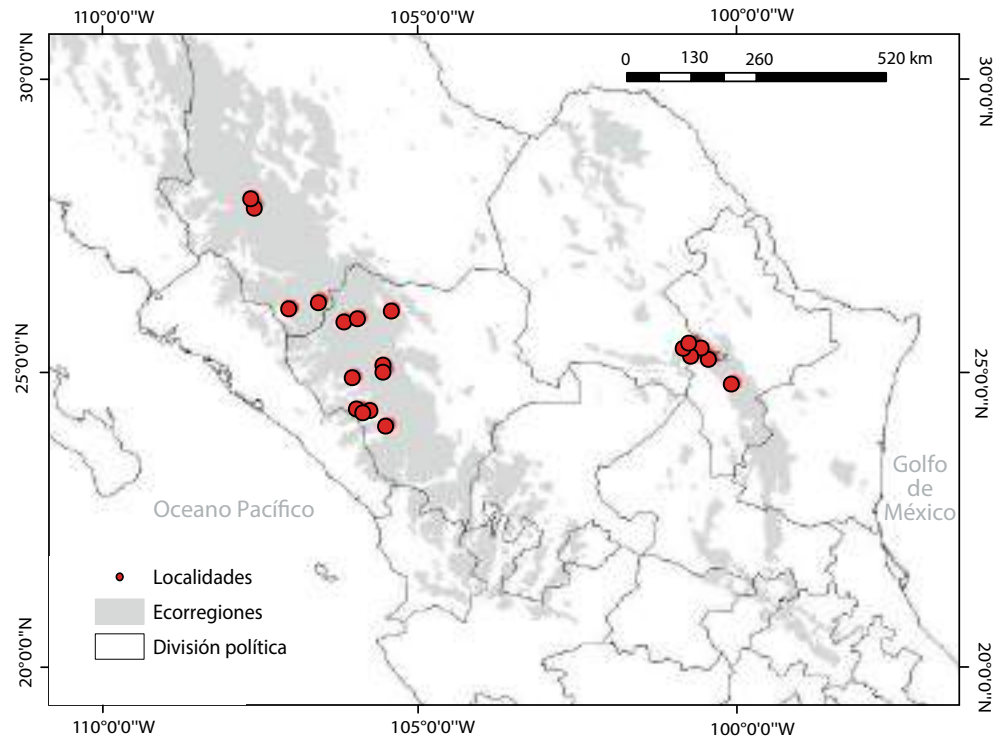 110°0'0"W
105°0'0"W
100°0'0"W
0 130 260 520 km
30°0'0"N
30°0'0"N
25°0'0"N
25°0'0"N
Golfo
de
México
Oceano Pacífico
Localidades
Ecorregiones
División política
20°0'0"N
20°0'0"N
110°0'0"W
105°0'0"W
100°0'0"W